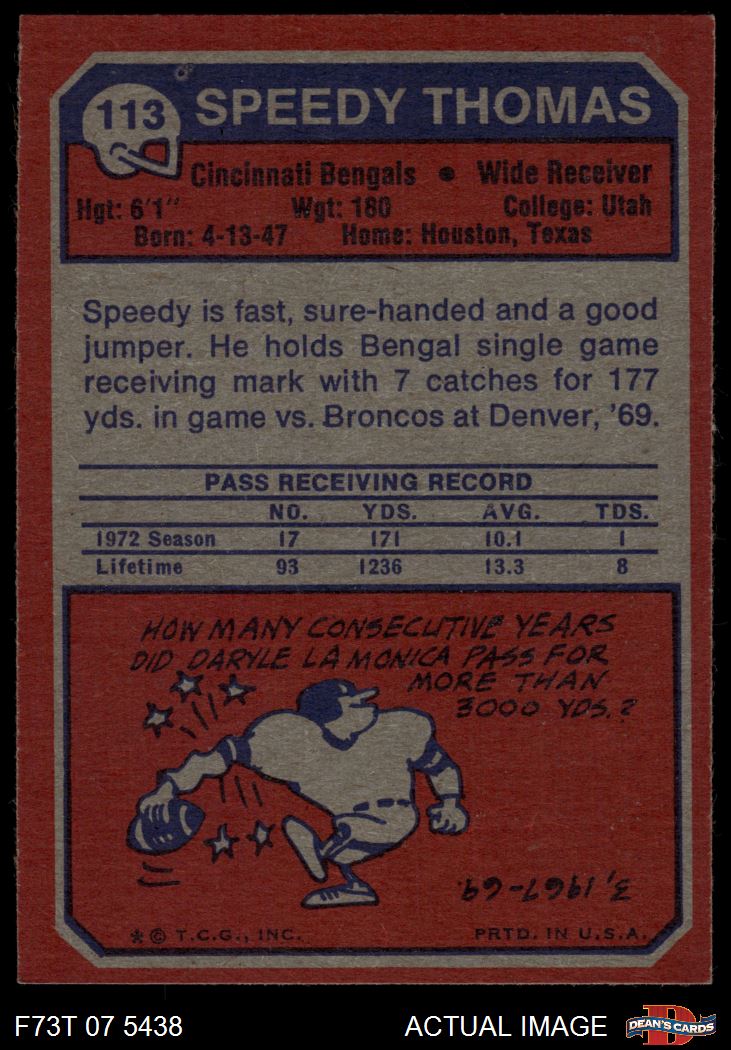 113 SPEEDY THOMAS
Cincinnati Bengals • Wide Receiver
Hgt: 6'1" Wgt: 180 College: Utah
Born: 4-13-47 Home: Houston, Texas
Speedy is fast, sure-handed and a good
jumper. He holds Bengal single game
receiving mark with 7 catches for 177
yds. in game vs. Broncos at Denver, '69.
PASS RECEIVING RECORD
NO. YDS. AVG. TDS.
1972 Season 17 171 10.1 1
Lifetime 93 1236 13.3 8
HOW MANY CONSECUTIVE YEARS
DID DARYLE LA MONICA PASS FOR
MORE THAN
3000 YDS.?
3, 1967-69.
* © T.C.G., INC. PRTD. IN U.S.A.
F73T 07 5438 ACTUAL IMAGE D DEAN'S CARDS